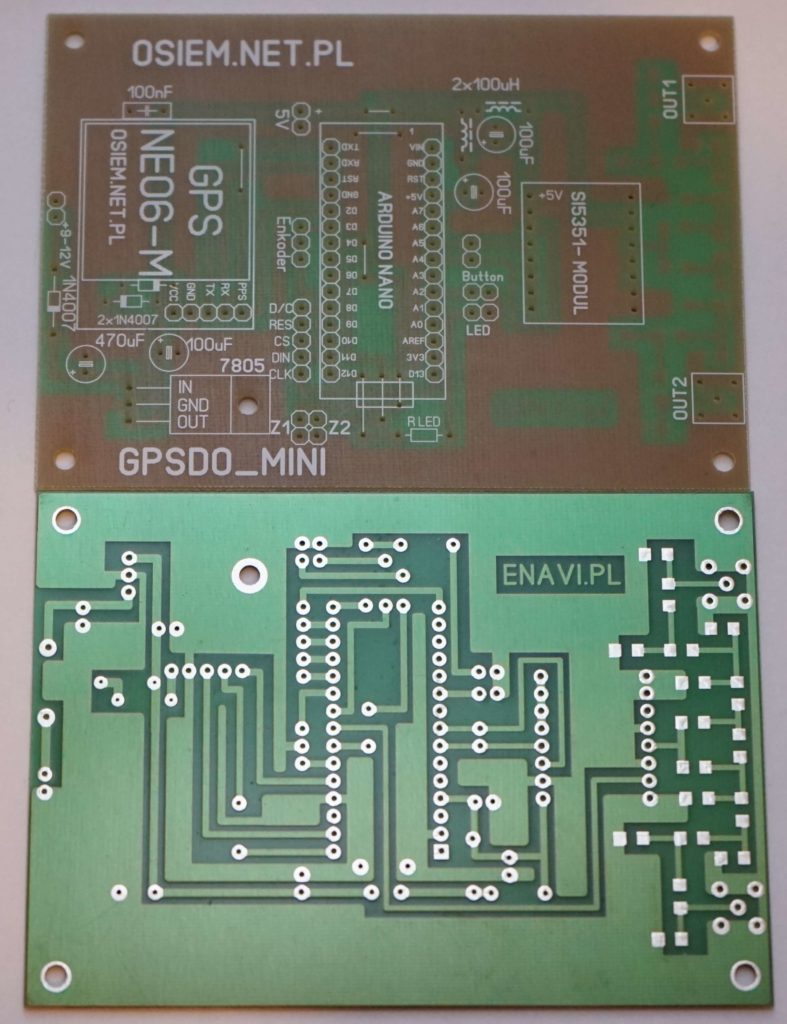 OSIEM.NET.PL
100nF
5V
+
2x100uH
OUT1
GPS
NEO6-M
OSIEM.NET.PL
1
TXD
RXD
RST
GND
D2
D3
D4
D5
D6
D7
D8
D9
D10
D11
D12
ARDUINO NANO
VIN
GND
RST
+5V
A7
A6
A5
A4
A3
A2
A1
A0
AREF
3V3
D13
+
100uF
+
100uF
+5V
SI5351-MODUL
Enkoder
Button
LED
+9-12V
1N4007
VCC
GND
TX
RX
PPS
2x1N4007
D/C
RES
CS
DIN
CLK
470uF
+
100uF
+
7805
IN
GND
OUT
Z1
Z2
R LED
OUT2
GPSDO_MINI
ENAVI.PL